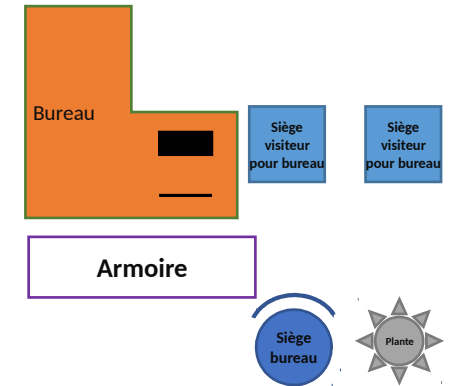 Bureau
Siège
visiteur
pour bureau
Siège
visiteur
pour bureau
Armoire
Siège
bureau
Plante